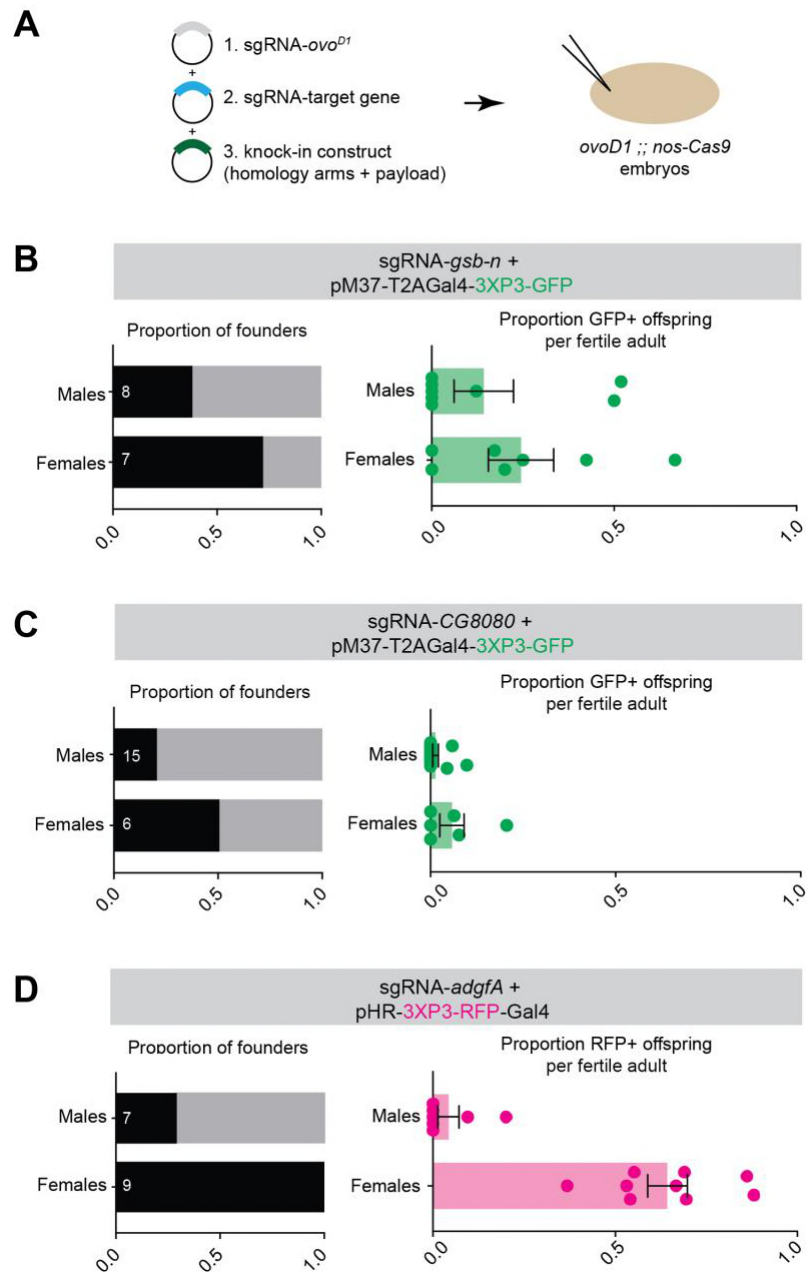 A
1. sgRNA-ovoD1
+
2. sgRNA-target gene
+
3. knock-in construct
(homology arms + payload)
ovoD1 ;; nos-Cas9
embryos
B
sgRNA-gsb-n +
pM37-T2AGal4-3XP3-GFP
Proportion of founders
Proportion GFP+ offspring
per fertile adult
Males
8
Females
7
0.0
0.5
1.0
Males
Females
0.0
0.5
1.0
C
sgRNA-CG8080 +
pM37-T2AGal4-3XP3-GFP
Proportion of founders
Proportion GFP+ offspring
per fertile adult
Males
15
Females
6
0.0
0.5
1.0
Males
Females
0.0
0.5
1.0
D
sgRNA-adgfA +
pHR-3XP3-RFP-Gal4
Proportion of founders
Proportion RFP+ offspring
per fertile adult
Males
7
Females
9
0.0
0.5
1.0
Males
Females
0.0
0.5
1.0